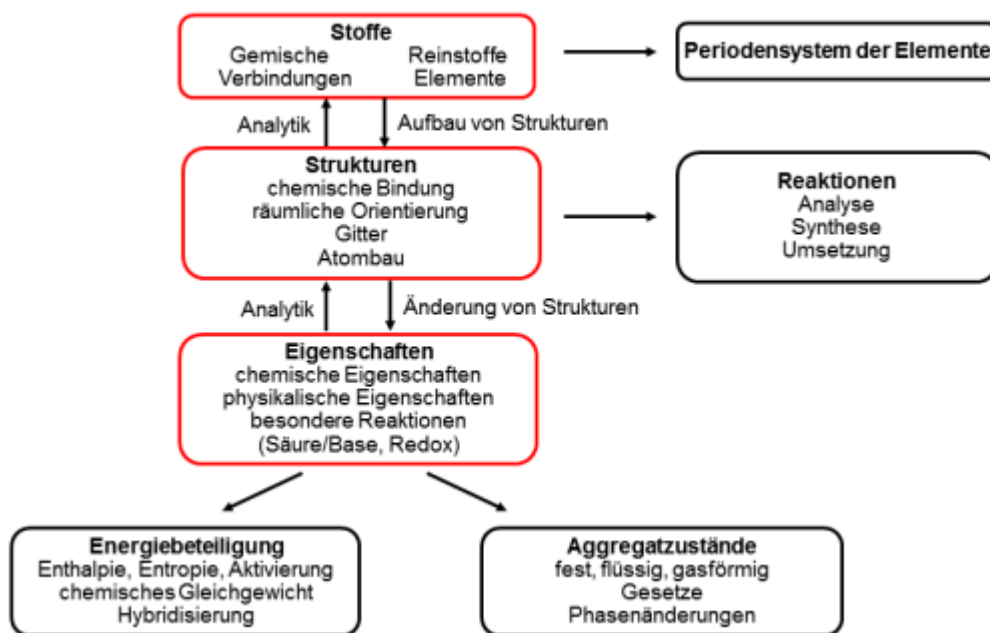 Stoffe
Gemische Reinstoffe
Verbindungen Elemente
Periodensystem der Elemente
Analytik
Aufbau von Strukturen
Strukturen
chemische Bindung
räumliche Orientierung
Gitter
Atombau
Reaktionen
Analyse
Synthese
Umsetzung
Analytik
Änderung von Strukturen
Eigenschaften
chemische Eigenschaften
physikalische Eigenschaften
besondere Reaktionen
(Säure/Base, Redox)
Energiebeteiligung
Enthalpie, Entropie, Aktivierung
chemisches Gleichgewicht
Hybridisierung
Aggregatzustände
fest, flüssig, gasförmig
Gesetze
Phasenänderungen